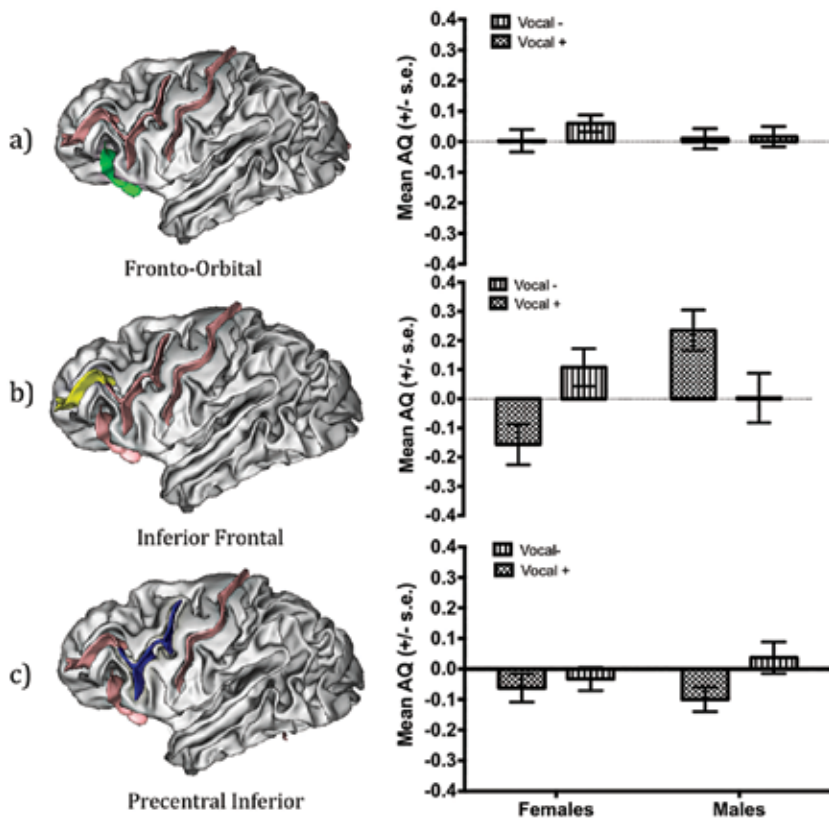 a)
Fronto-Orbital
Mean AQ (+/- s.e.)
0.4
0.3
0.2
0.1
0.0
-0.1
-0.2
-0.3
-0.4
Vocal -
Vocal +
b)
Inferior Frontal
Mean AQ (+/- s.e.)
0.4
0.3
0.2
0.1
0.0
-0.1
-0.2
-0.3
-0.4
Vocal -
Vocal +
c)
Precentral Inferior
Mean AQ (+/- s.e.)
0.4
0.3
0.2
0.1
0.0
-0.1
-0.2
-0.3
-0.4
Vocal-
Vocal +
Females Males